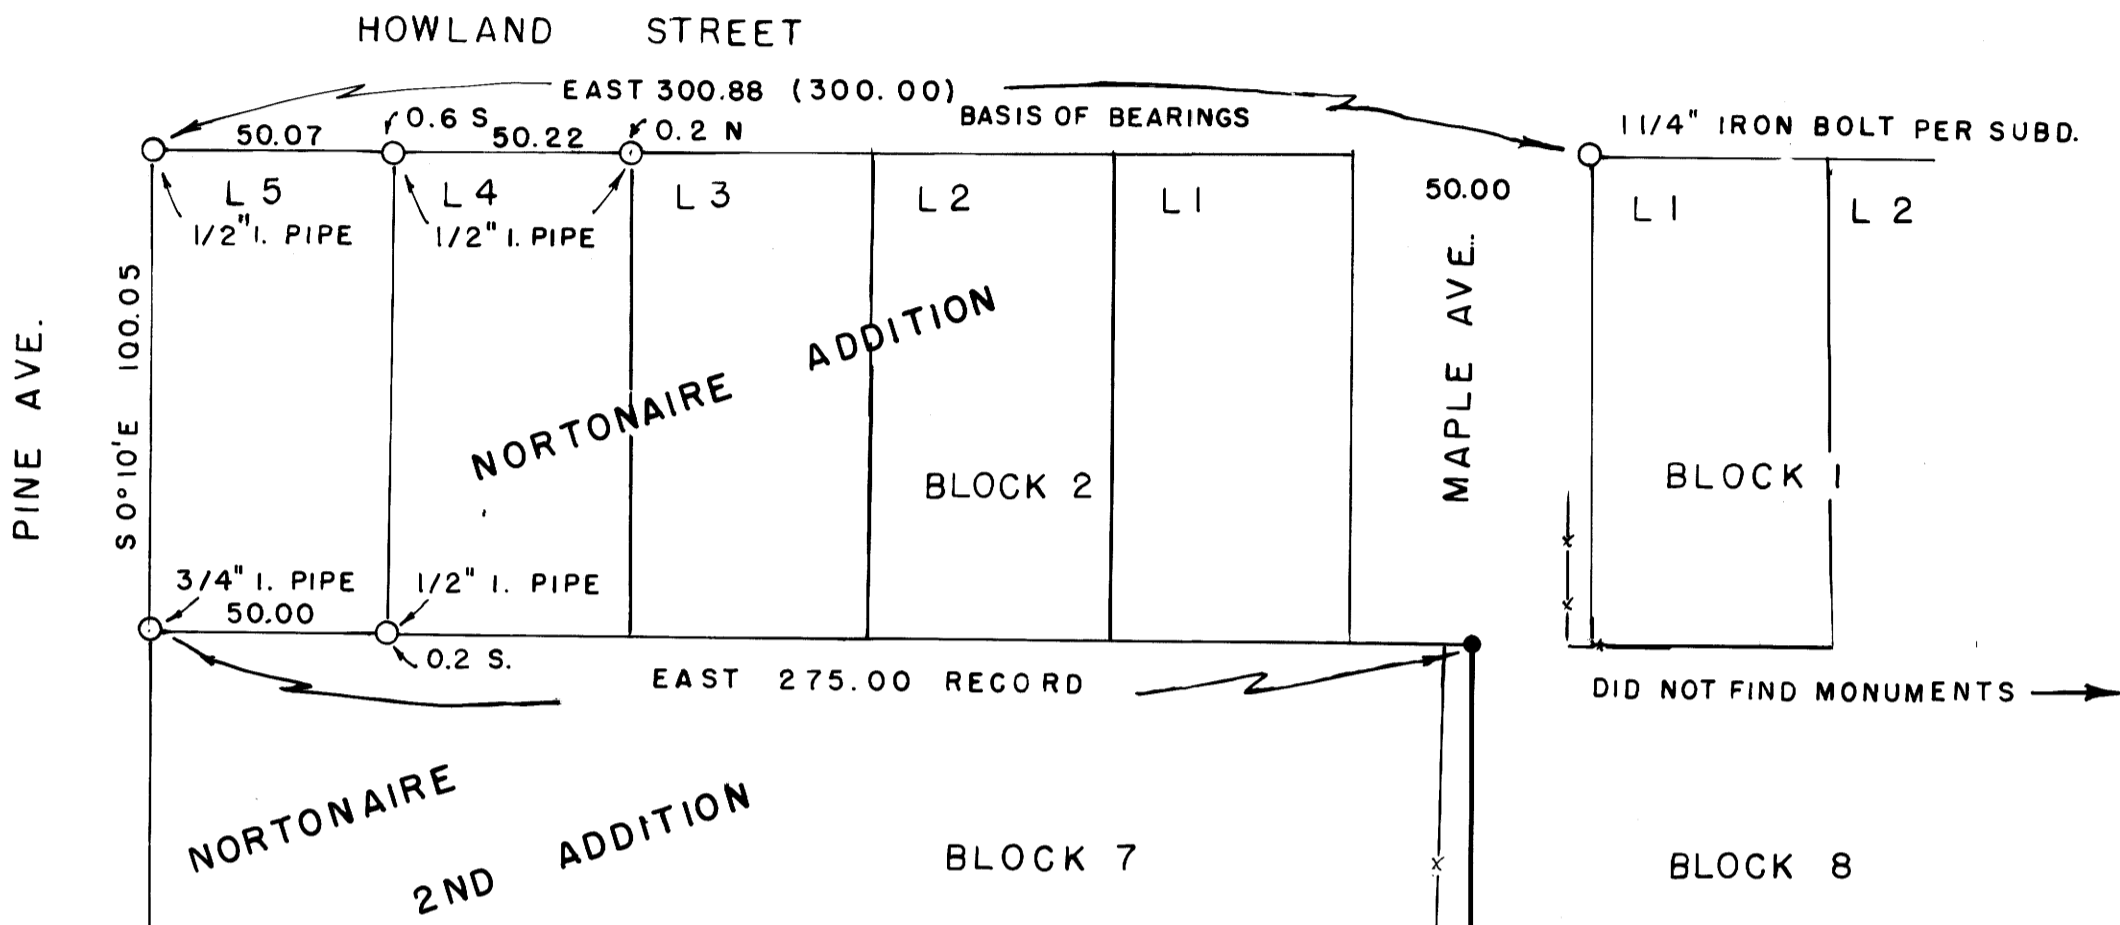 HOWLAND STREET
EAST 300.88 (300.00)
BASIS OF BEARINGS
0.6 S
50.07
50.22
0.2 N
1 1/4" IRON BOLT PER SUBD.
L 5
L 4
L 3
L 2
L 1
50.00
L 1
L 2
1/2" I. PIPE
1/2" I. PIPE
PINE AVE.
S 0°10'E 100.05
MAPLE AVE.
NORTONAIRE ADDITION
BLOCK 2
BLOCK 1
3/4" I. PIPE
1/2" I. PIPE
50.00
0.2 S.
EAST 275.00 RECORD
DID NOT FIND MONUMENTS
NORTONAIRE
2ND ADDITION
BLOCK 7
BLOCK 8